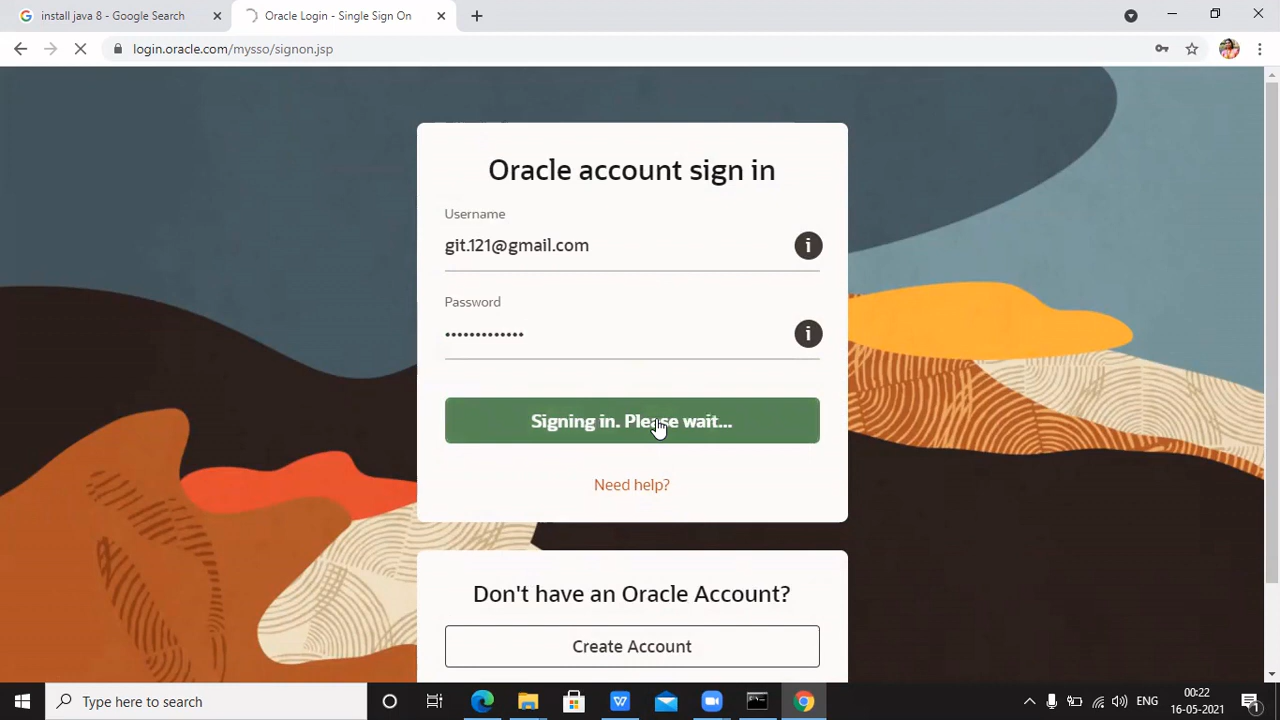 install java 8 - Google Search
Oracle Login - Single Sign On
login.oracle.com/mysso/signon.jsp
Oracle account sign in
Username
git.121@gmail.com
i
Password
•••••••••••••
i
Signing in. Please wait...
Need help?
Don't have an Oracle Account?
Create Account
Type here to search
ENG
00:22
16-05-2021
1